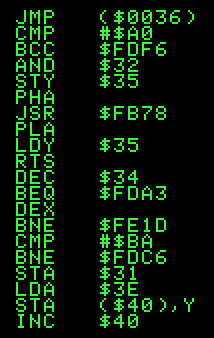 JMP ($0036)
CMP #$A0
BCC $FDF6
AND $32
STY $35
PHA
JSR $FB78
PLA
LDY $35
RTS
DEC $34
BEQ $FDA3
DEX
BNE $FE1D
CMP #$BA
BNE $FDC6
STA $31
LDA $3E
STA ($40),Y
INC $40